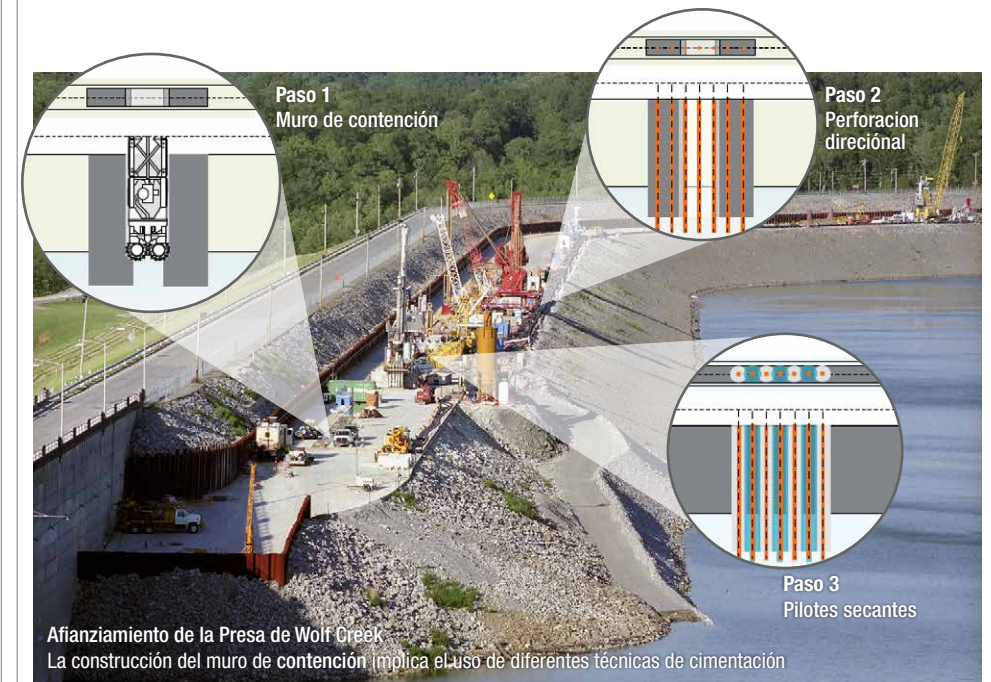 Paso 1
Muro de contención
Paso 2
Perforacion
direciónal
Paso 3
Pilotes secantes
Afianziamiento de la Presa de Wolf Creek
La construcción del muro de contención implica el uso de diferentes técnicas de cimentación